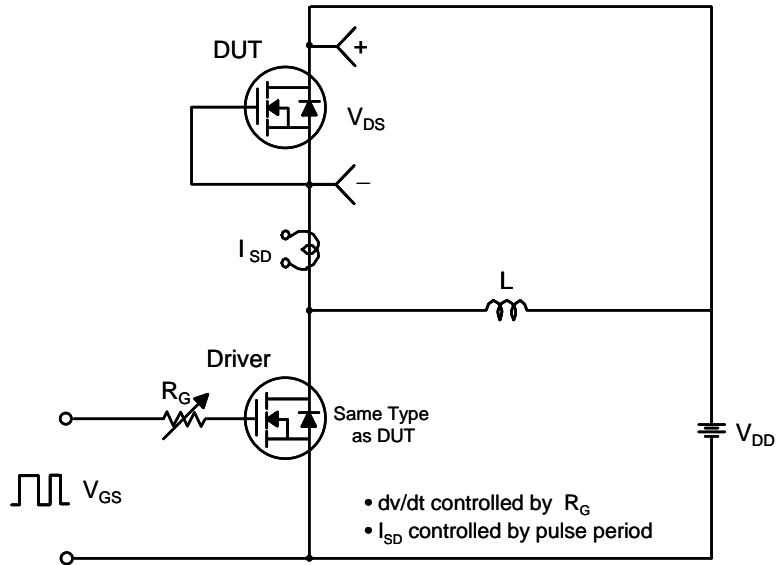 DUT
+
V_DS
–
I_SD
L
Driver
R_G
Same Type
as DUT
V_DD
V_GS
• dv/dt controlled by R_G
• I_SD controlled by pulse period